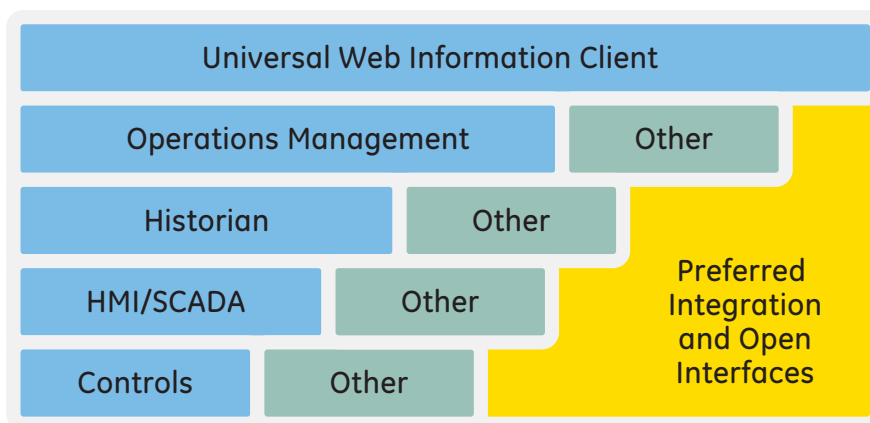 Universal Web Information Client
Operations Management
Other
Historian
Other
HMI/SCADA
Other
Controls
Other
Preferred
Integration
and Open
Interfaces